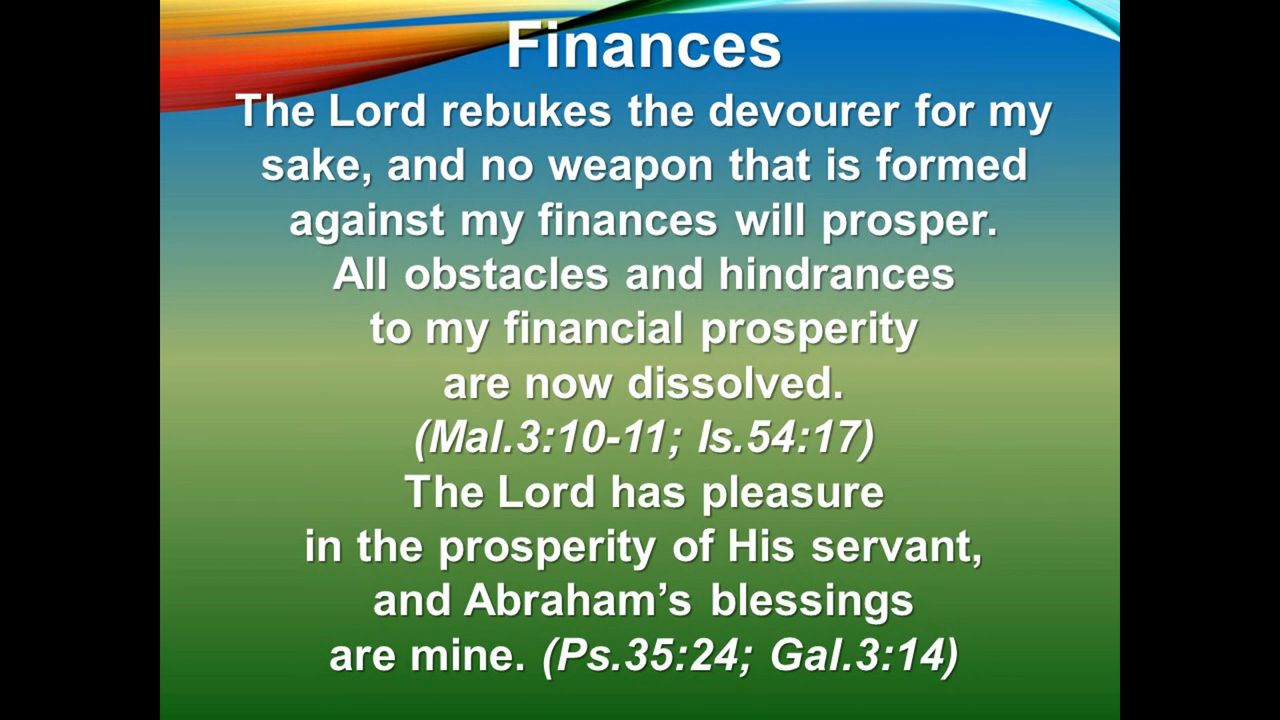 Finances
The Lord rebukes the devourer for my
sake, and no weapon that is formed
against my finances will prosper.
All obstacles and hindrances
to my financial prosperity
are now dissolved.
(Mal.3:10-11; Is.54:17)
The Lord has pleasure
in the prosperity of His servant,
and Abraham’s blessings
are mine. (Ps.35:24; Gal.3:14)